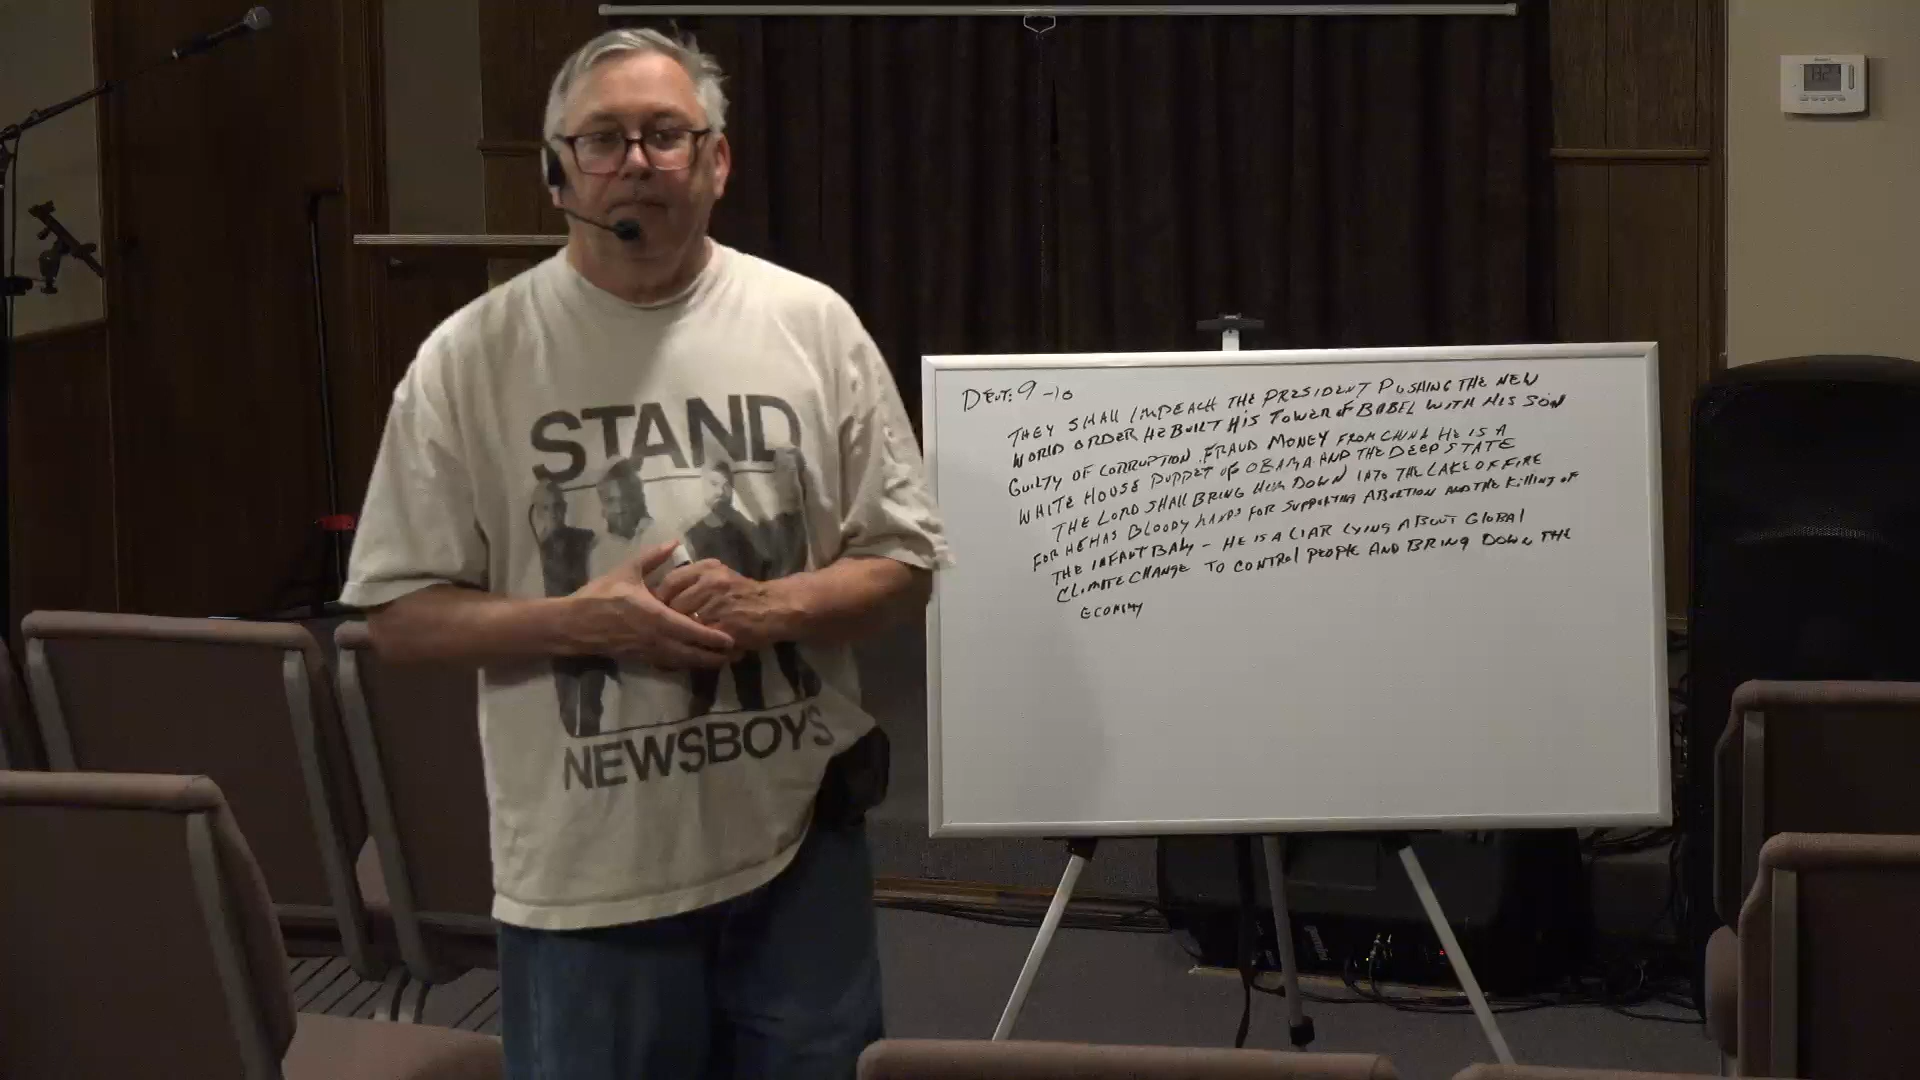 STAND
NEWSBOYS
DEUT: 9-10
THEY SHALL IMPEACH THE PRESIDENT PUSHING THE NEW
WORLD ORDER HE BUILT HIS TOWER OF BABEL WITH HIS SON
GUILTY OF CORRUPTION. FRAUD MONEY FROM CHINA HE IS A
WHITE HOUSE PUPPET OF OBAMA AND THE DEEP STATE
THE LORD SHALL BRING HIM DOWN INTO THE LAKE OF FIRE
FOR HE HAS BLOODY HANDS FOR SUPPORTING ABORTION AND THE KILLING OF
THE INFANT BABY - HE IS A LIAR LYING ABOUT GLOBAL
CLIMATE CHANGE TO CONTROL PEOPLE AND BRING DOWN THE
ECONOMY